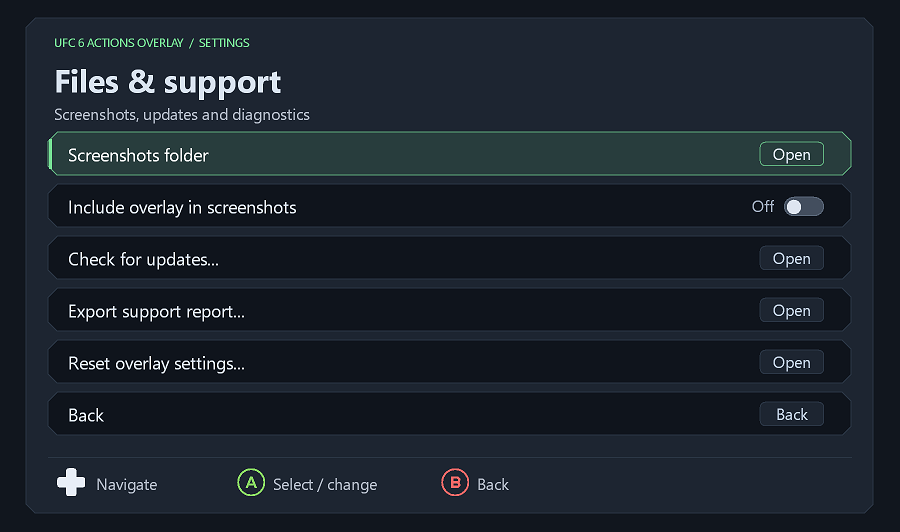 UFC 6 ACTIONS OVERLAY / SETTINGS
Files & support
Screenshots, updates and diagnostics
Screenshots folder Open
Include overlay in screenshots Off
Check for updates... Open
Export support report... Open
Reset overlay settings... Open
Back Back
Navigate A Select / change B Back